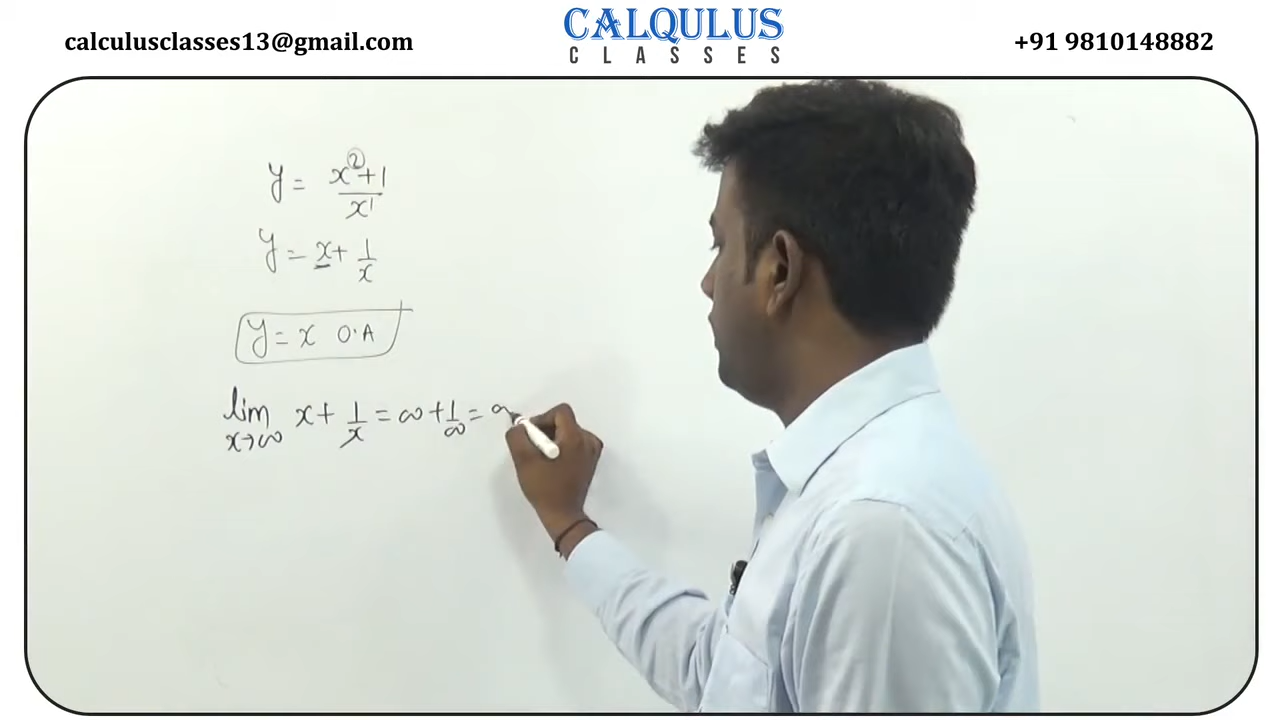 calculusclasses13@gmail.com
CALQULUS
CLASSES
+91 9810148882
y = x²+1 / x¹
y = x + 1/x
y = x O.A
lim x→∞ x + 1/x = ∞ + 1/∞ = ∞